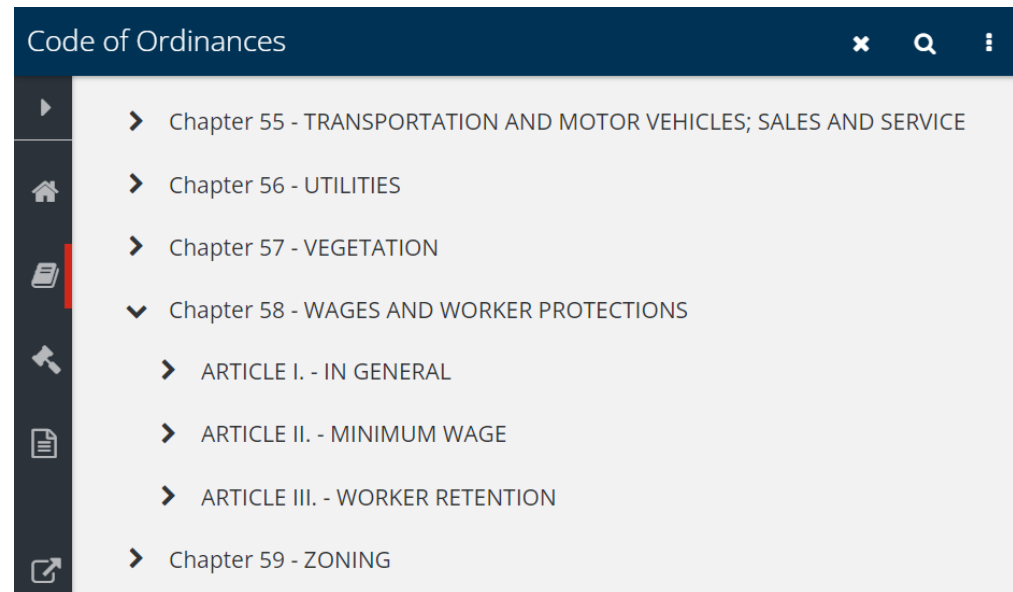 Code of Ordinances
Chapter 55 - TRANSPORTATION AND MOTOR VEHICLES; SALES AND SERVICE
Chapter 56 - UTILITIES
Chapter 57 - VEGETATION
Chapter 58 - WAGES AND WORKER PROTECTIONS
ARTICLE I. - IN GENERAL
ARTICLE II. - MINIMUM WAGE
ARTICLE III. - WORKER RETENTION
Chapter 59 - ZONING